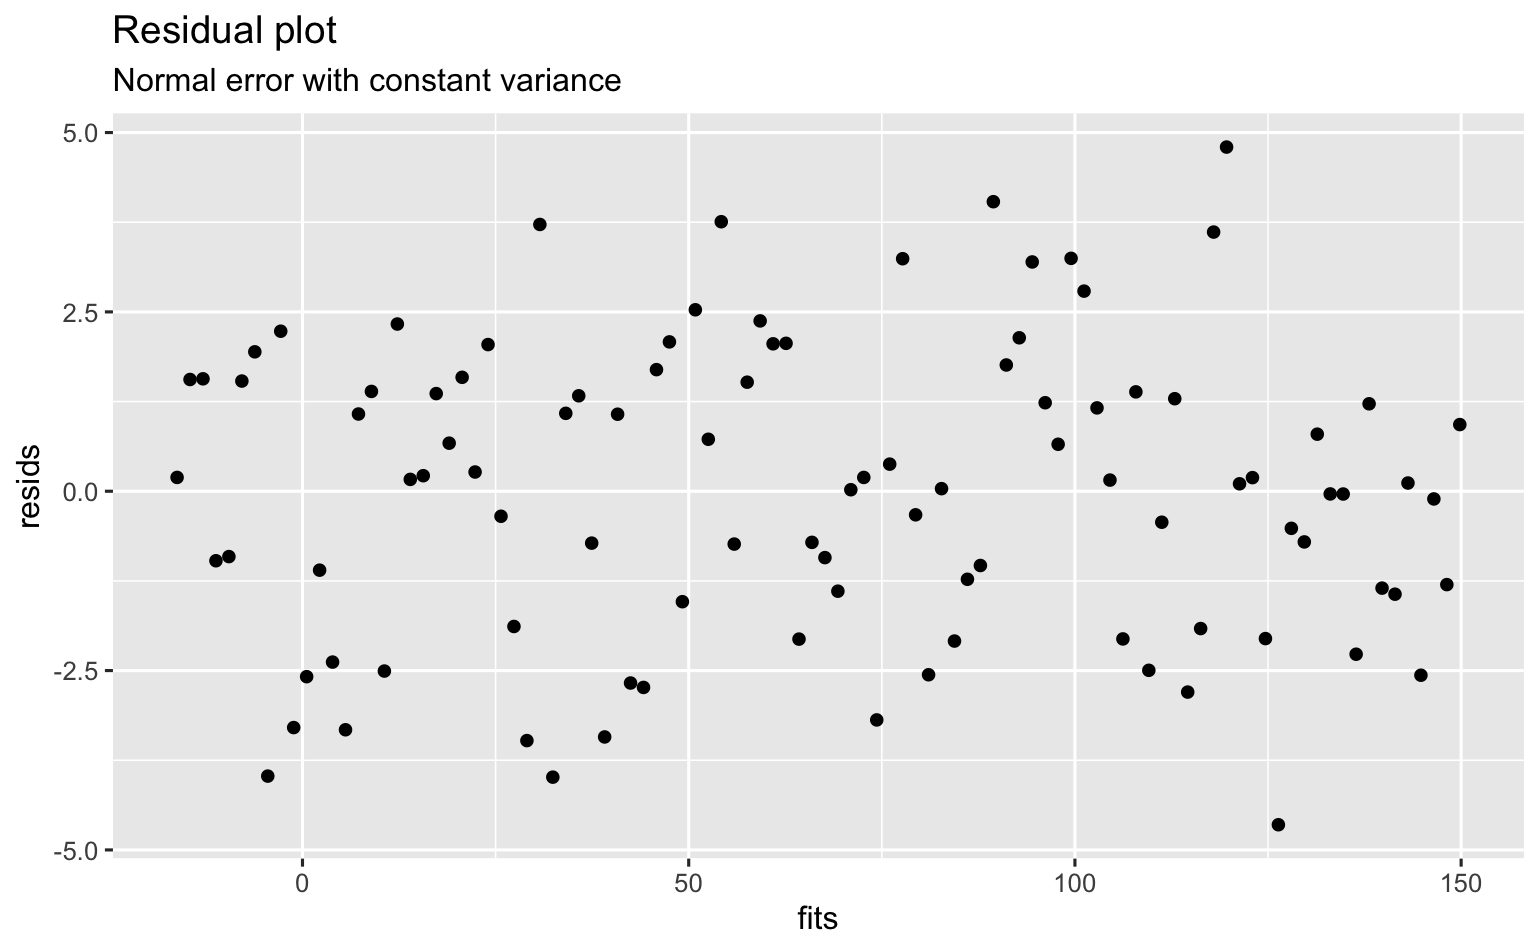 Residual plot
Normal error with constant variance
5.0
2.5
0.0
-2.5
-5.0
resids
0 50 100 150
fits